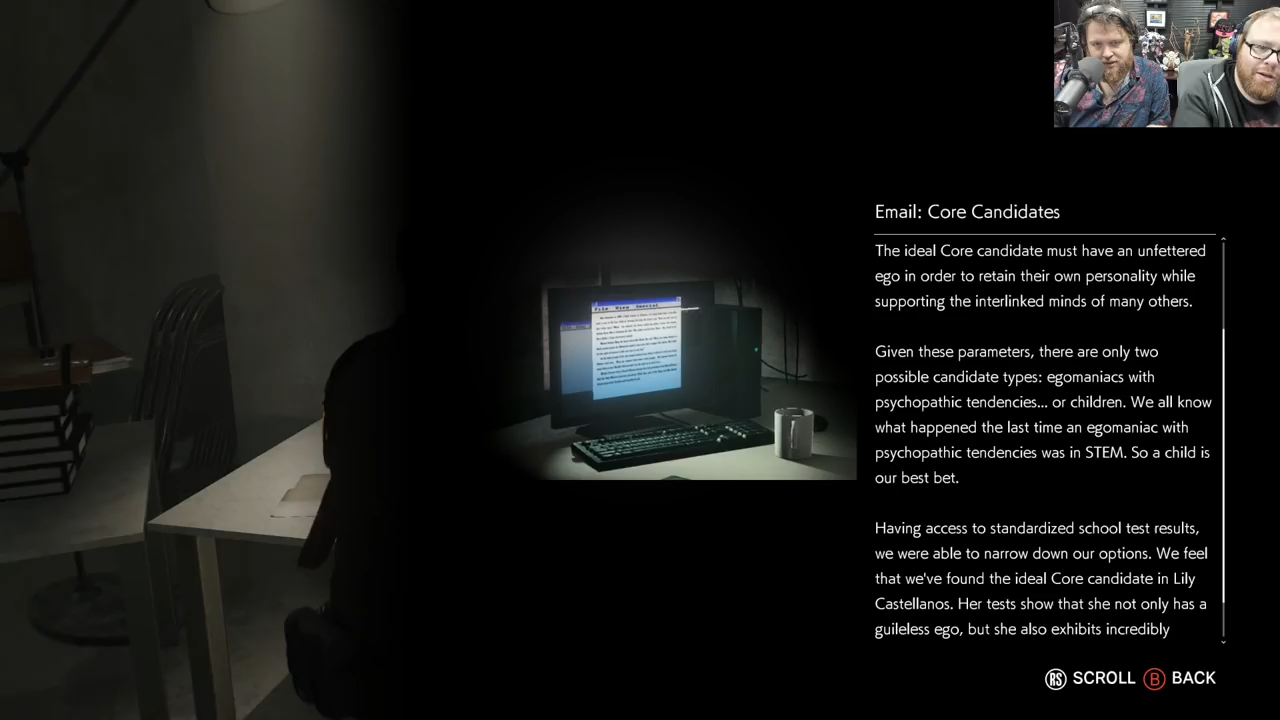 Email: Core Candidates
The ideal Core candidate must have an unfettered
ego in order to retain their own personality while
supporting the interlinked minds of many others.
Given these parameters, there are only two
possible candidate types: egomaniacs with
psychopathic tendencies... or children. We all know
what happened the last time an egomaniac with
psychopathic tendencies was in STEM. So a child is
our best bet.
Having access to standardized school test results,
we were able to narrow down our options. We feel
that we've found the ideal Core candidate in Lily
Castellanos. Her tests show that she not only has a
guileless ego, but she also exhibits incredibly
RS SCROLL B BACK